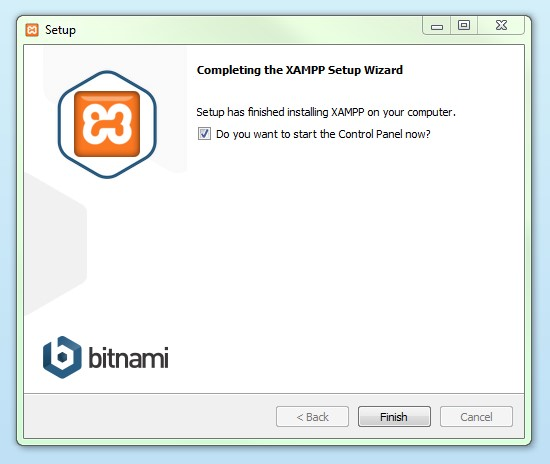 Setup
Completing the XAMPP Setup Wizard
Setup has finished installing XAMPP on your computer.
Do you want to start the Control Panel now?
bitnami
< Back
Finish
Cancel